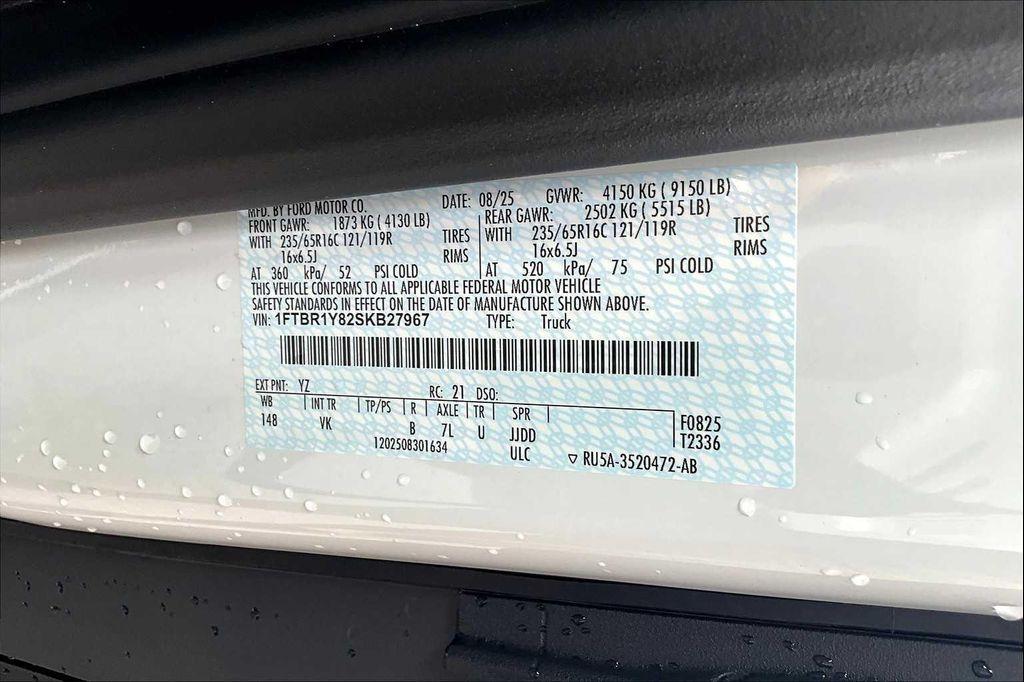 MFD. BY FORD MOTOR CO. DATE: 08/25 GVWR: 4150 KG ( 9150 LB)
FRONT GAWR: 1873 KG ( 4130 LB) REAR GAWR: 2502 KG ( 5515 LB)
WITH 235/65R16C 121/119R TIRES WITH 235/65R16C 121/119R TIRES
16x6.5J RIMS 16x6.5J RIMS
AT 360 kPa/ 52 PSI COLD AT 520 kPa/ 75 PSI COLD
THIS VEHICLE CONFORMS TO ALL APPLICABLE FEDERAL MOTOR VEHICLE
SAFETY STANDARDS IN EFFECT ON THE DATE OF MANUFACTURE SHOWN ABOVE.
VIN: 1FTBR1Y82SKB27967 TYPE: Truck
EXT PNT: YZ RC: 21 DSO:
WB INT TR TP/PS R AXLE TR SPR F0825
148 VK B 7L U JJDD T2336
1202508301634 ULC RU5A-3520472-AB